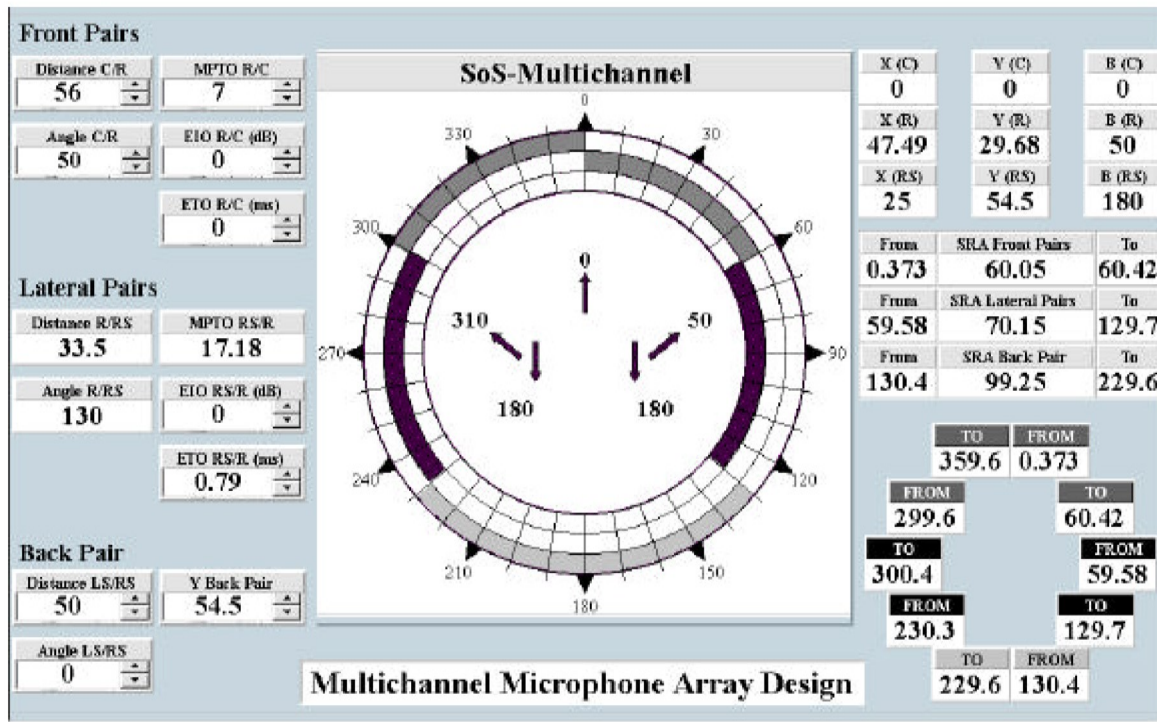 Front Pairs
Distance C/R MPTO R/C
56 7
Angle C/R EIO R/C (dB)
50 0
ETO R/C (ms)
0
Lateral Pairs
Distance R/RS MPTO RS/R
33.5 17.18
Angle R/RS EIO RS/R (dB)
130 0
ETO RS/R (ms)
0.79
Back Pair
Distance LS/RS Y Back Pair
50 54.5
Angle LS/RS
0
SoS-Multichannel
0
330 30
300 60
0
310 50
270 90
180 180
240 120
210 150
180
Multichannel Microphone Array Design
X (C) Y (C) B (C)
0 0 0
X (R) Y (R) B (R)
47.49 29.68 50
X (RS) Y (RS) B (RS)
25 54.5 180
From SRA Front Pairs To
0.373 60.05 60.42
From SRA Lateral Pairs To
59.58 70.15 129.7
From SRA Back Pair To
130.4 99.25 229.6
TO FROM
359.6 0.373
FROM TO
299.6 60.42
TO FROM
300.4 59.58
FROM TO
230.3 129.7
TO FROM
229.6 130.4